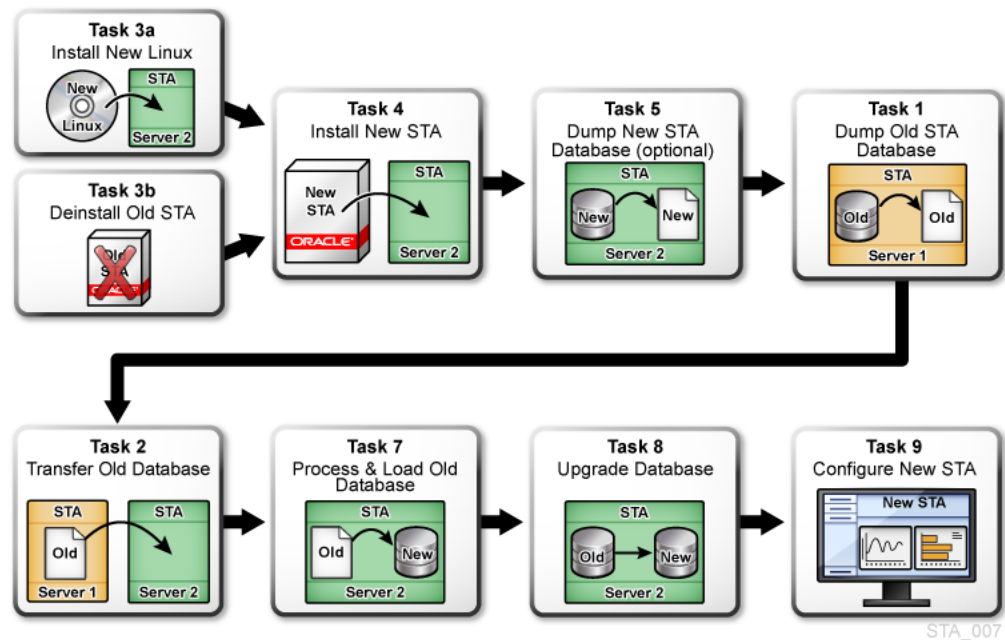 Task 3a
Install New Linux
New
Linux
STA
Server 2
Task 3b
Deinstall Old STA
Old
STA
ORACLE
Task 4
Install New STA
New
STA
ORACLE
STA
Server 2
Task 5
Dump New STA
Database (optional)
STA
New
New
Server 2
Task 1
Dump Old STA
Database
STA
Old
Old
Server 1
Task 2
Transfer Old Database
STA
Old
Server 1
STA
Server 2
Task 7
Process & Load Old
Database
STA
Old
New
Server 2
Task 8
Upgrade Database
STA
Old
New
Server 2
Task 9
Configure New STA
New STA
STA_007